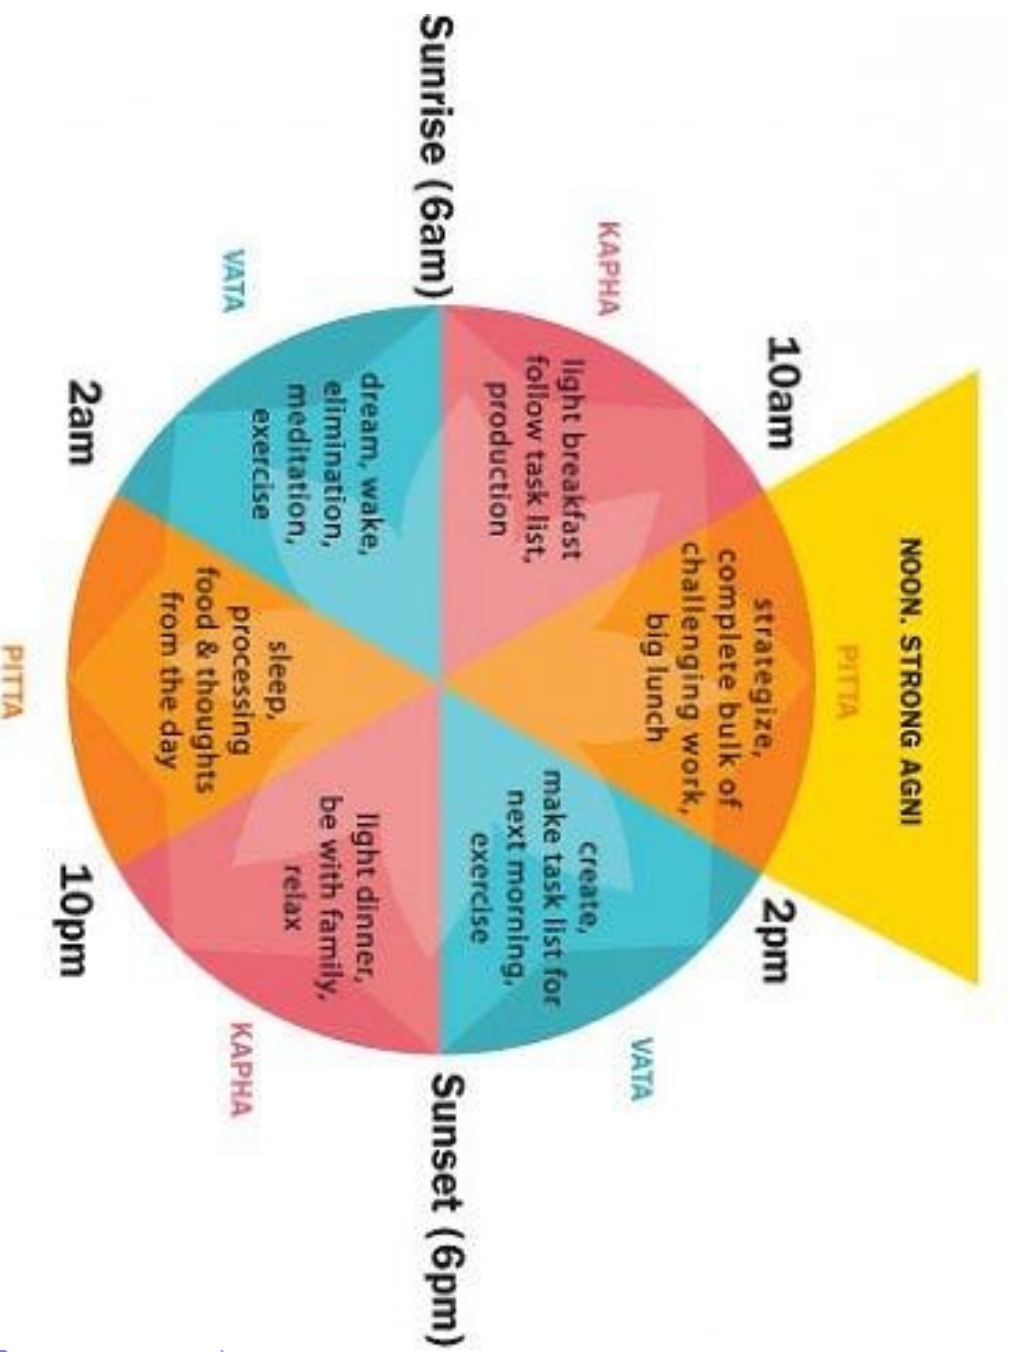 NOON. STRONG AGNI
PITTA
10am
2pm
strategize,
complete bulk of
challenging work,
big lunch
KAPHA
light breakfast
follow task list,
production
VATA
create,
make task list for
next morning,
exercise
Sunrise (6am)
Sunset (6pm)
dream, wake,
elimination,
meditation,
exercise
VATA
light dinner,
be with family,
relax
KAPHA
sleep,
processing
food & thoughts
from the day
2am
10pm
PITTA